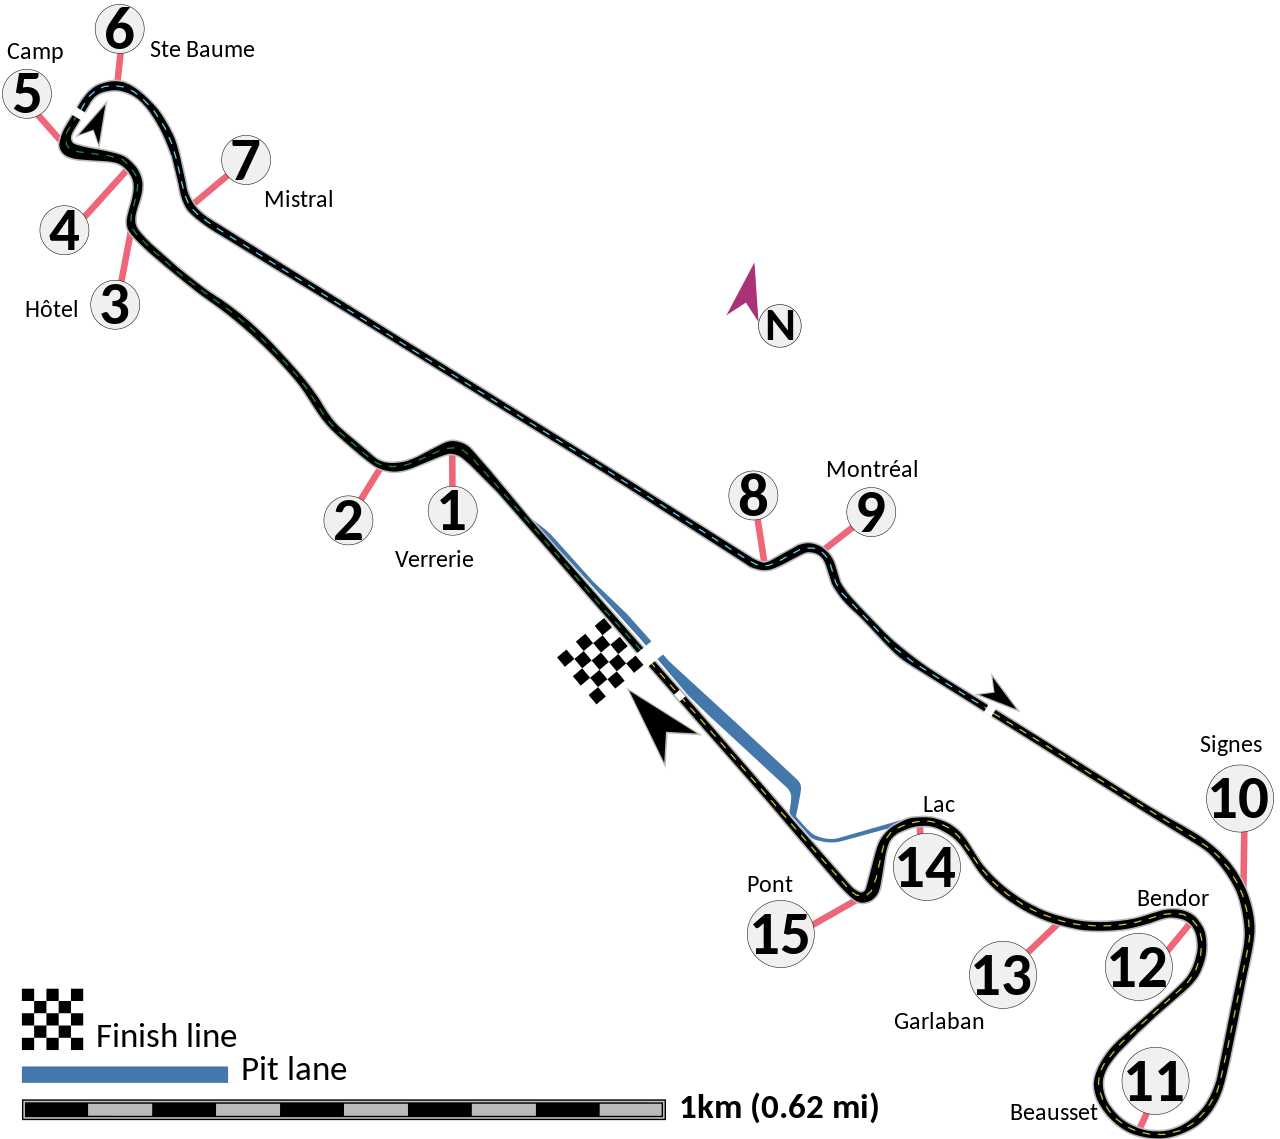 6
Camp
Ste Baume
5
7
Mistral
4
Hôtel
3
N
Montréal
8
9
1
2
Verrerie
Signes
10
Lac
14
Pont
Bendor
15
12
13
Garlaban
11
Beausset
Finish line
Pit lane
1km (0.62 mi)